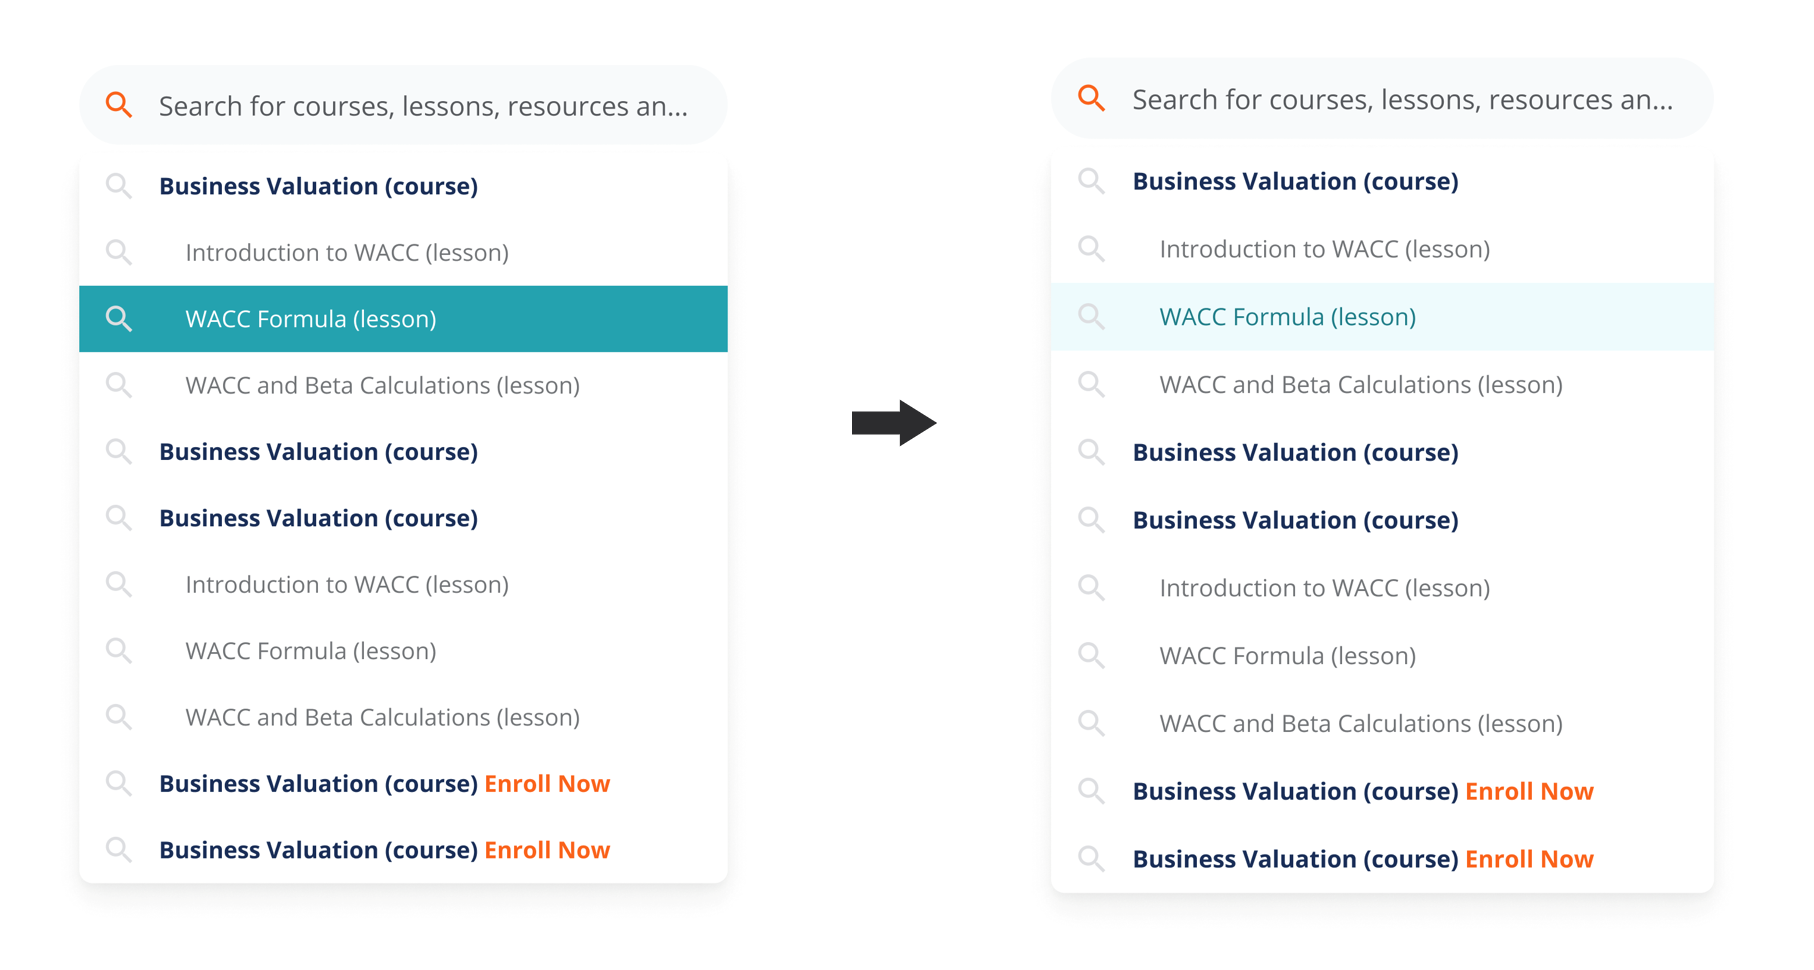 Search for courses, lessons, resources an...
Business Valuation (course)
Introduction to WACC (lesson)
WACC Formula (lesson)
WACC and Beta Calculations (lesson)
Business Valuation (course)
Business Valuation (course)
Introduction to WACC (lesson)
WACC Formula (lesson)
WACC and Beta Calculations (lesson)
Business Valuation (course) Enroll Now
Business Valuation (course) Enroll Now
Search for courses, lessons, resources an...
Business Valuation (course)
Introduction to WACC (lesson)
WACC Formula (lesson)
WACC and Beta Calculations (lesson)
Business Valuation (course)
Business Valuation (course)
Introduction to WACC (lesson)
WACC Formula (lesson)
WACC and Beta Calculations (lesson)
Business Valuation (course) Enroll Now
Business Valuation (course) Enroll Now